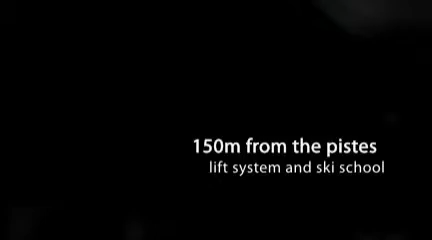 150m from the pistes
lift system and ski school